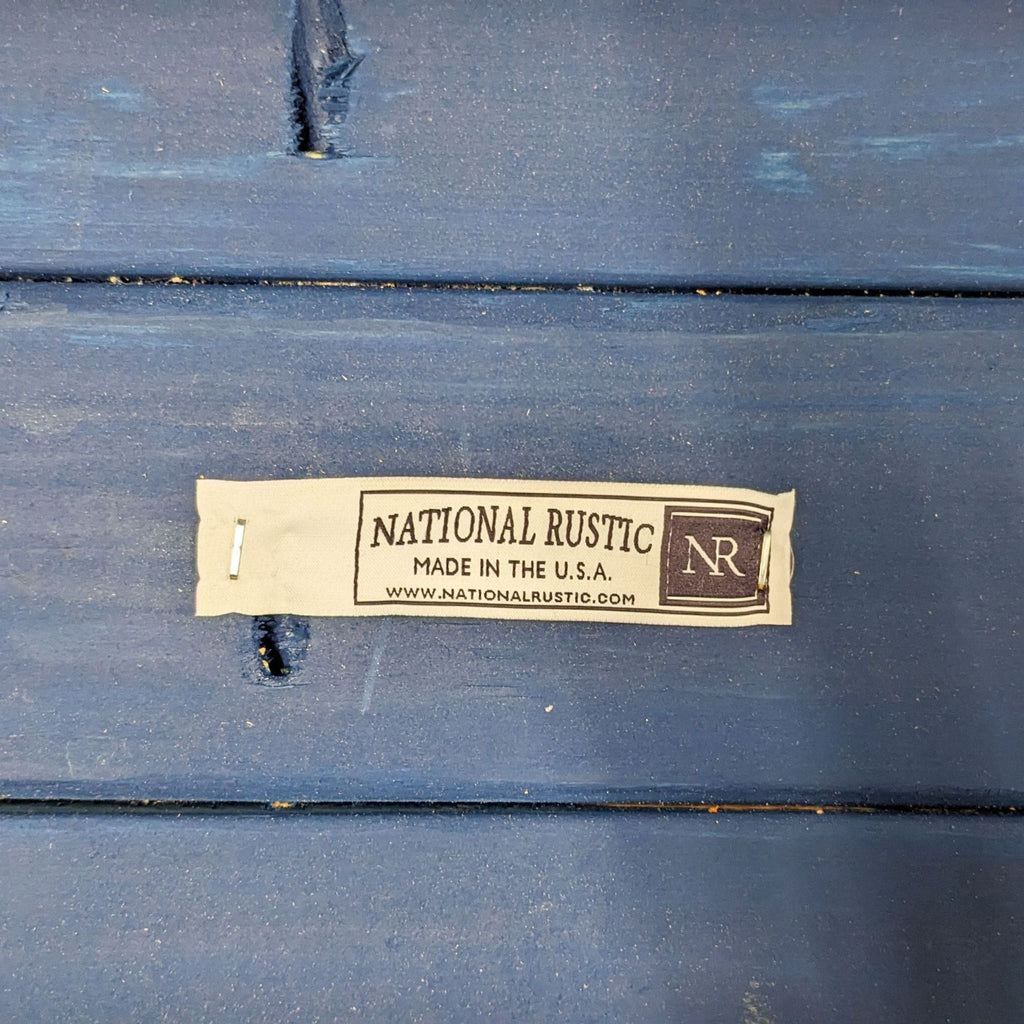 NATIONAL RUSTIC
MADE IN THE U.S.A.
WWW.NATIONALRUSTIC.COM
NR